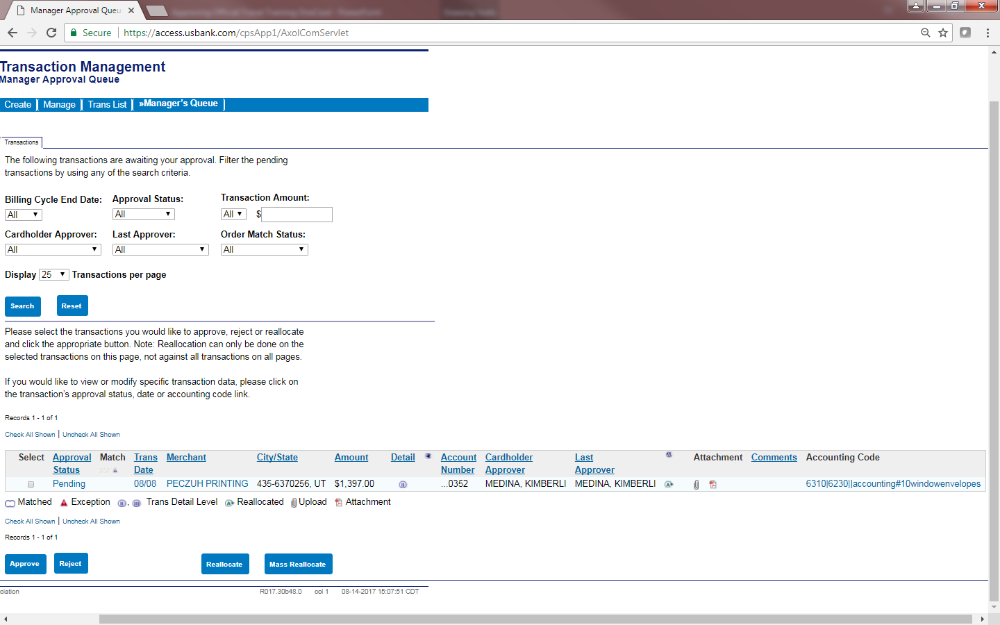 Manager Approval Queu
Approving Official Travel Training OneCard - PowerPoint
Secure https://access.usbank.com/cpsApp1/AxolComServlet
Transaction Management
Manager Approval Queue
Create Manage Trans List »Manager's Queue
Transactions
The following transactions are awaiting your approval. Filter the pending
transactions by using any of the search criteria.
Billing Cycle End Date: Approval Status: Transaction Amount:
All All All $
Cardholder Approver: Last Approver: Order Match Status:
All All All
Display 25 Transactions per page
Search Reset
Please select the transactions you would like to approve, reject or reallocate
and click the appropriate button. Note: Reallocation can only be done on the
selected transactions on this page, not against all transactions on all pages.
If you would like to view or modify specific transaction data, please click on
the transaction's approval status, date or accounting code link.
Records 1 - 1 of 1
Check All Shown | Uncheck All Shown
Select Approval Status Match Trans Date Merchant City/State Amount Detail Account Number Cardholder Approver Last Approver Attachment Comments Accounting Code
Pending 08/08 PECZUH PRINTING 435-6370256, UT $1,397.00 ...0352 MEDINA, KIMBERLI MEDINA, KIMBERLI 6310|6230||accounting#10windowenvelopes
Matched Exception , Trans Detail Level Reallocated Upload Attachment
Check All Shown | Uncheck All Shown
Records 1 - 1 of 1
Approve Reject Reallocate Mass Reallocate
ciation R017.30b48.0 col 1 08-14-2017 15:07:51 CDT